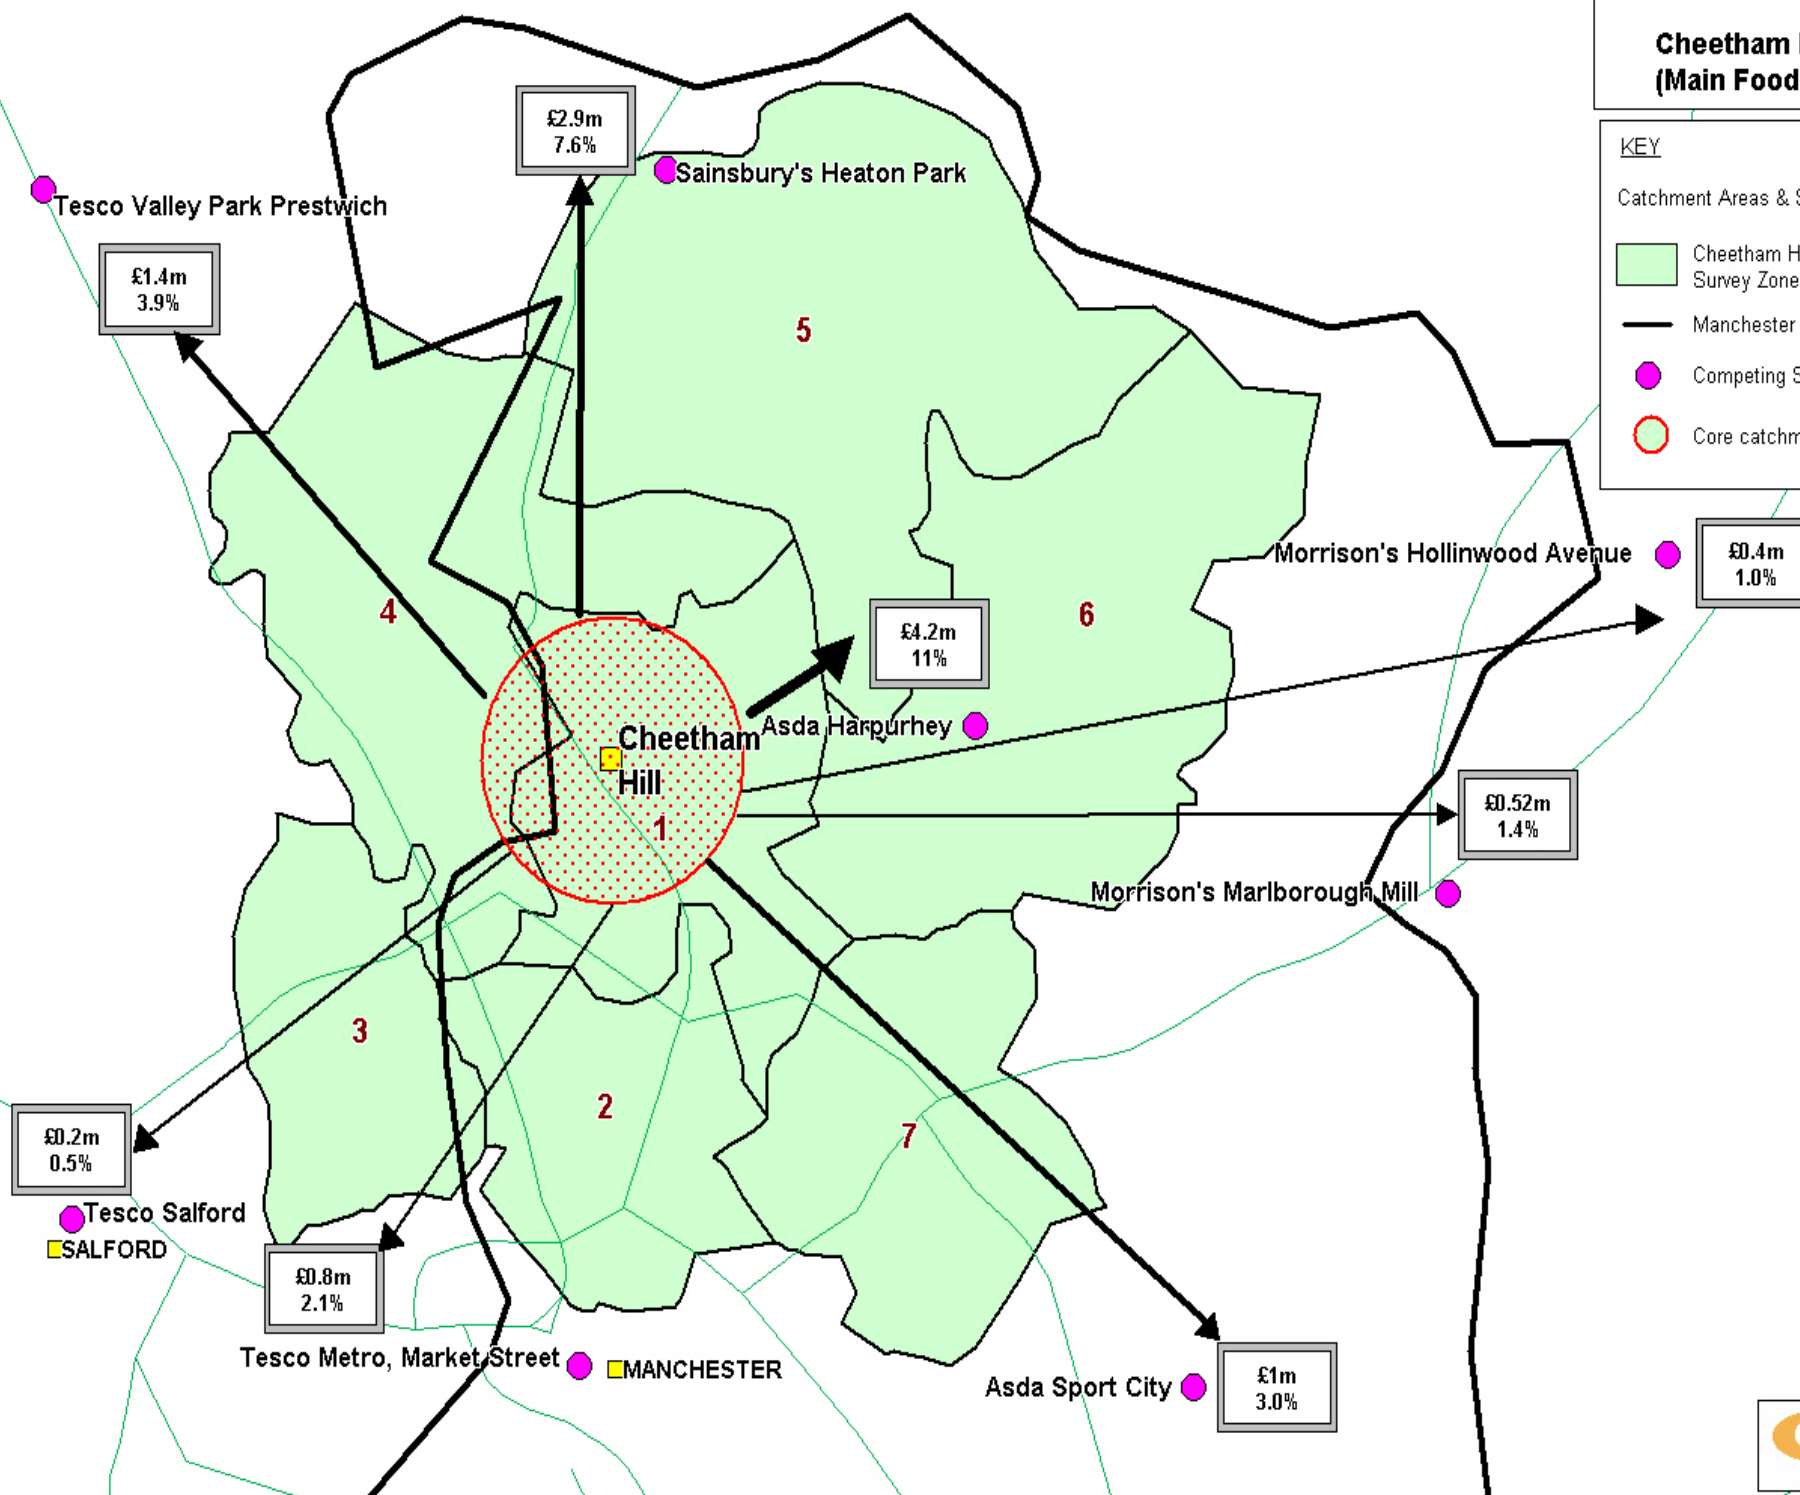 Cheetham
(Main Food
KEY
Catchment Areas &
Cheetham
Survey Zone
Manchester
Competing
Core
£2.9m
7.6%
Sainsbury's Heaton Park
Tesco Valley Park Prestwich
£1.4m
3.9%
5
Morrison's Hollinwood Avenue
£0.4m
1.0%
4
6
£4.2m
11%
Asda Harpurhey
Cheetham
Hill
1
£0.52m
1.4%
Morrison's Marlborough Mill
3
2
7
£0.2m
0.5%
Tesco Salford
SALFORD
£0.8m
2.1%
Tesco Metro, Market Street
MANCHESTER
Asda Sport City
£1m
3.0%